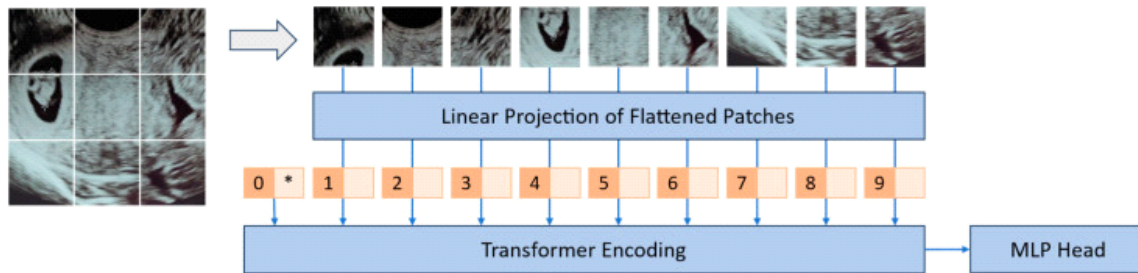 Linear Projection of Flattened Patches
0 * 1 2 3 4 5 6 7 8 9
Transformer Encoding
MLP Head